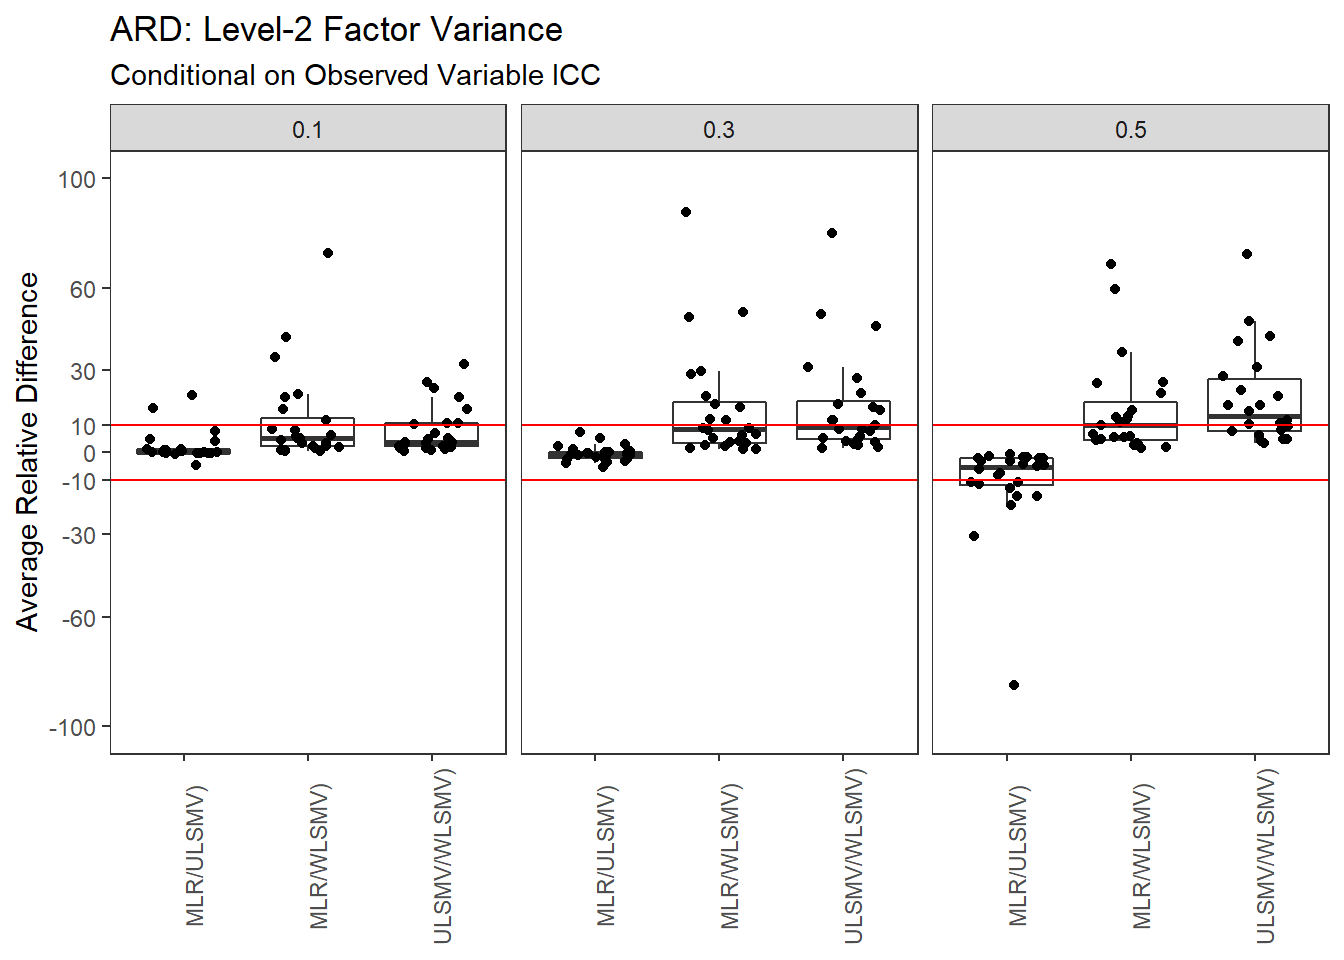 ARD: Level-2 Factor Variance
Conditional on Observed Variable ICC
0.1
0.3
0.5
Average Relative Difference
100
60
30
10
0
-10
-30
-60
-100
MLR/ULSMV)
MLR/WLSMV)
ULSMV/WLSMV)
MLR/ULSMV)
MLR/WLSMV)
ULSMV/WLSMV)
MLR/ULSMV)
MLR/WLSMV)
ULSMV/WLSMV)